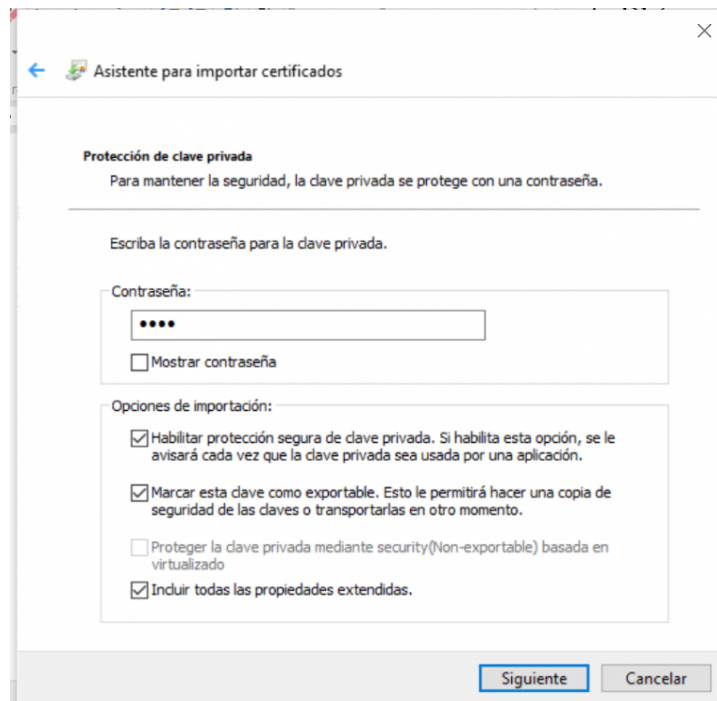 Asistente para importar certificados
Protección de clave privada
Para mantener la seguridad, la clave privada se protege con una contraseña.
Escriba la contraseña para la clave privada.
Contraseña:
••••
Mostrar contraseña
Opciones de importación:
Habilitar protección segura de clave privada. Si habilita esta opción, se le
avisará cada vez que la clave privada sea usada por una aplicación.
Marcar esta clave como exportable. Esto le permitirá hacer una copia de
seguridad de las claves o transportarlas en otro momento.
Proteger la clave privada mediante security(Non-exportable) basada en
virtualizado
Incluir todas las propiedades extendidas.
Siguiente
Cancelar